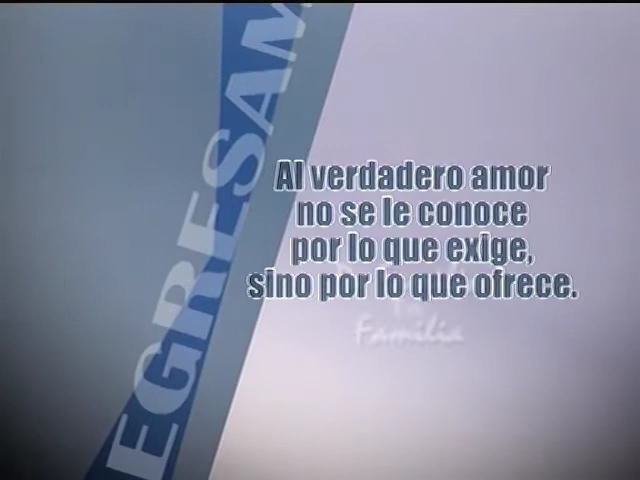 EGRESAM
Al verdadero amor
no se le conoce
por lo que exige,
sino por lo que ofrece.
Familia